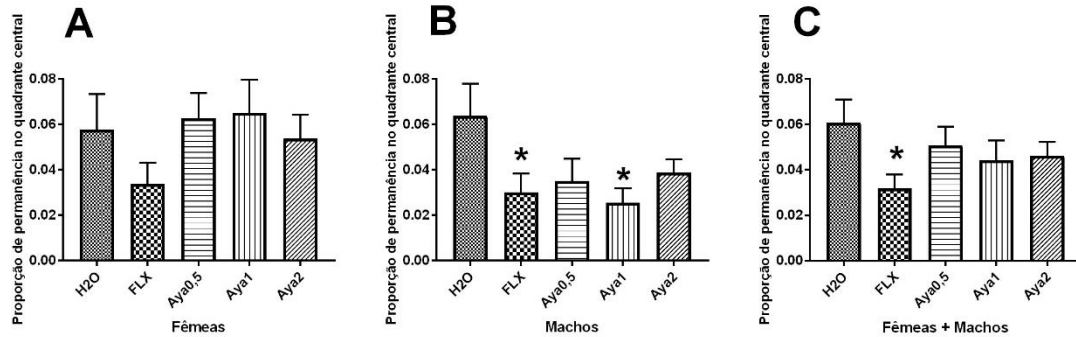 A
Proporção de permanência no quadrante central
0.08
0.06
0.04
0.02
0.00
H2O
FLX
Aya0,5
Aya1
Aya2
Fêmeas
B
Proporção de permanência no quadrante central
0.08
0.06
0.04
0.02
0.00
*
*
H2O
FLX
Aya0,5
Aya1
Aya2
Machos
C
Proporção de permanência no quadrante central
0.08
0.06
0.04
0.02
0.00
*
H2O
FLX
Aya0,5
Aya1
Aya2
Fêmeas + Machos